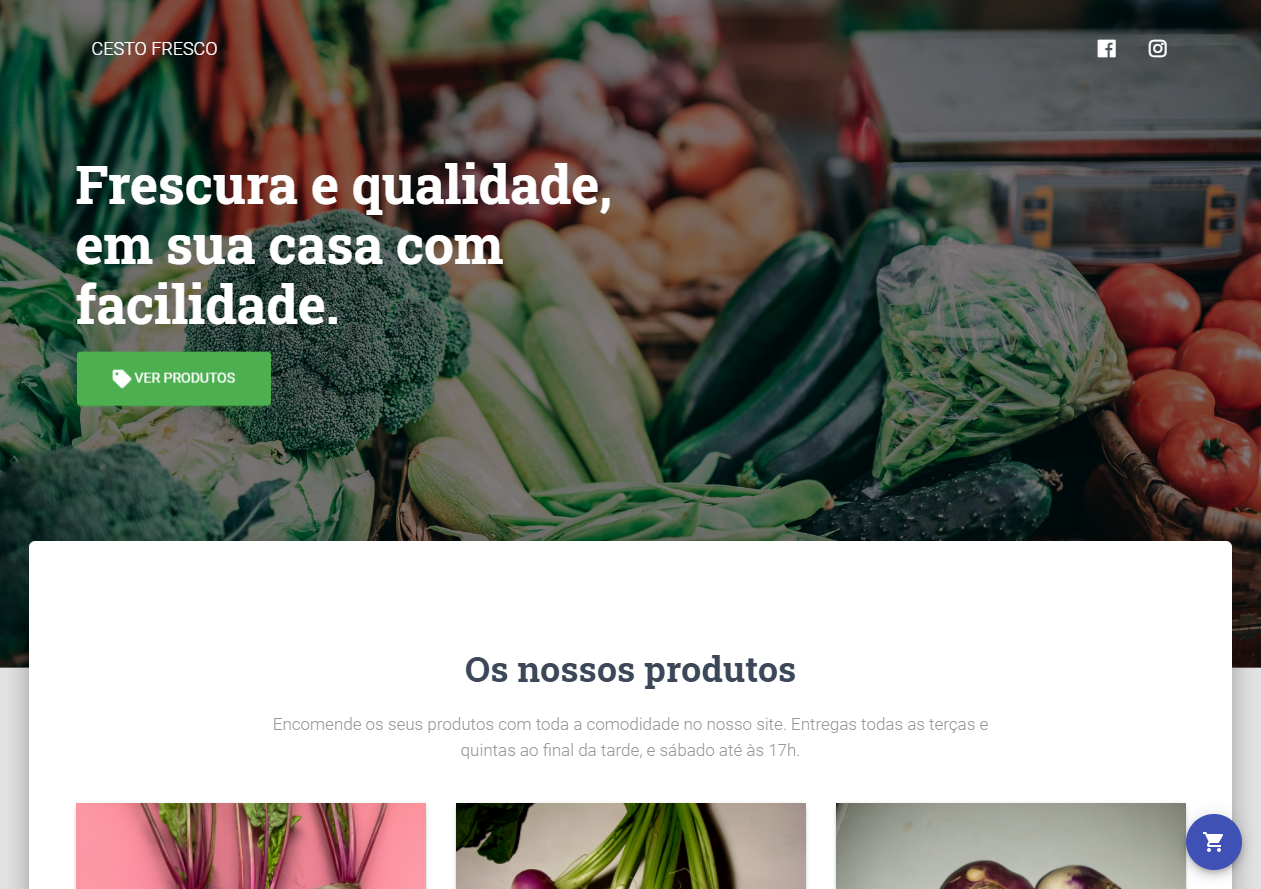 CESTO FRESCO
Frescura e qualidade,
em sua casa com
facilidade.
VER PRODUTOS
Os nossos produtos
Encomende os seus produtos com toda a comodidade no nosso site. Entregas todas as terças e
quintas ao final da tarde, e sábado até às 17h.